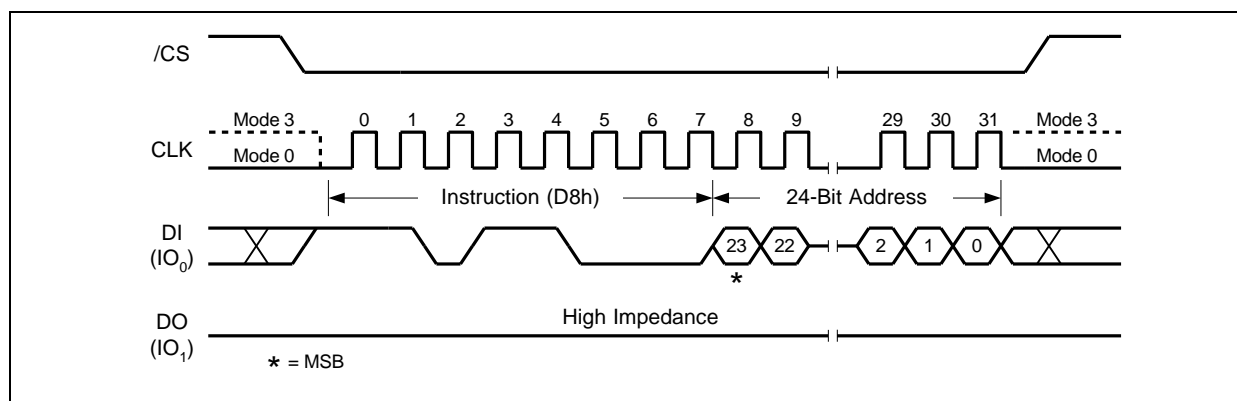 /CS
Mode 3
0 1 2 3 4 5 6 7 8 9 29 30 31
Mode 3
CLK
Mode 0
Mode 0
Instruction (D8h)
24-Bit Address
DI
(IO0)
23 22 2 1 0
*
DO
(IO1)
High Impedance
* = MSB